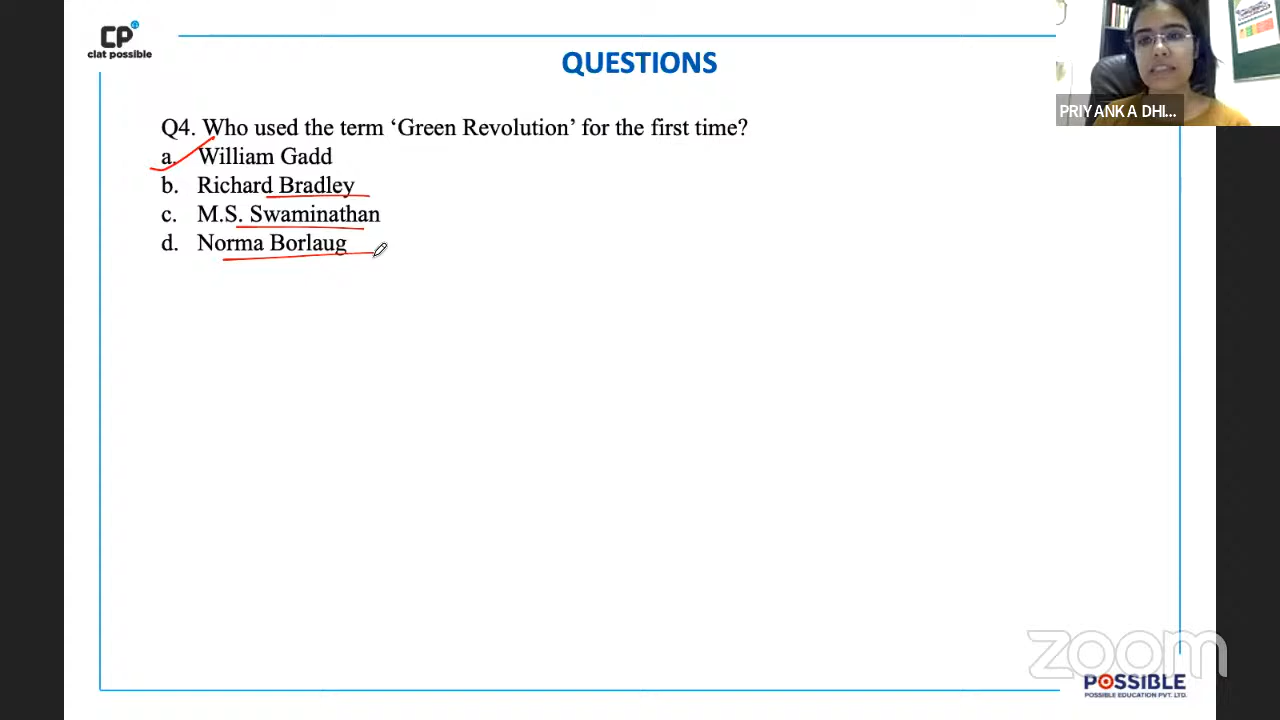 CP
clat possible
QUESTIONS
PRIYANKA DHI...
Q4. Who used the term ‘Green Revolution’ for the first time?
a. William Gadd
b. Richard Bradley
c. M.S. Swaminathan
d. Norma Borlaug
zoom
POSSIBLE
POSSIBLE EDUCATION PVT. LTD.